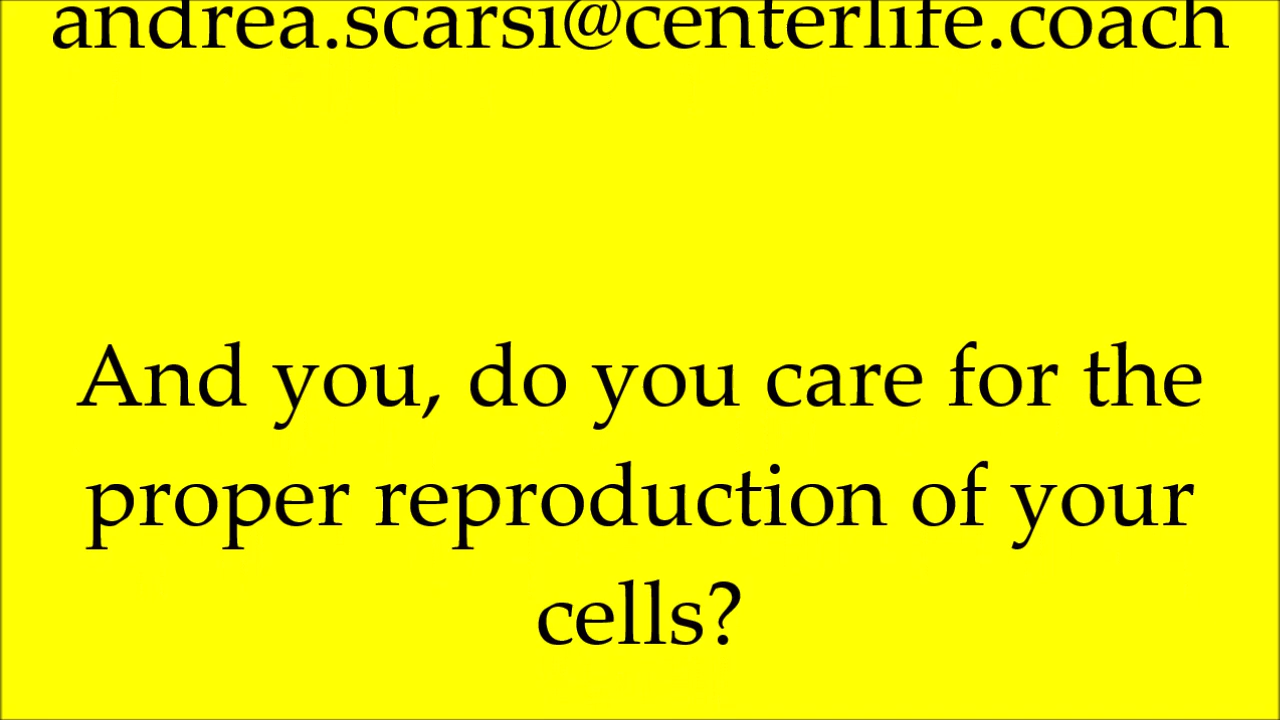 andrea.scarsi@centerlife.coach
And you, do you care for the
proper reproduction of your
cells?